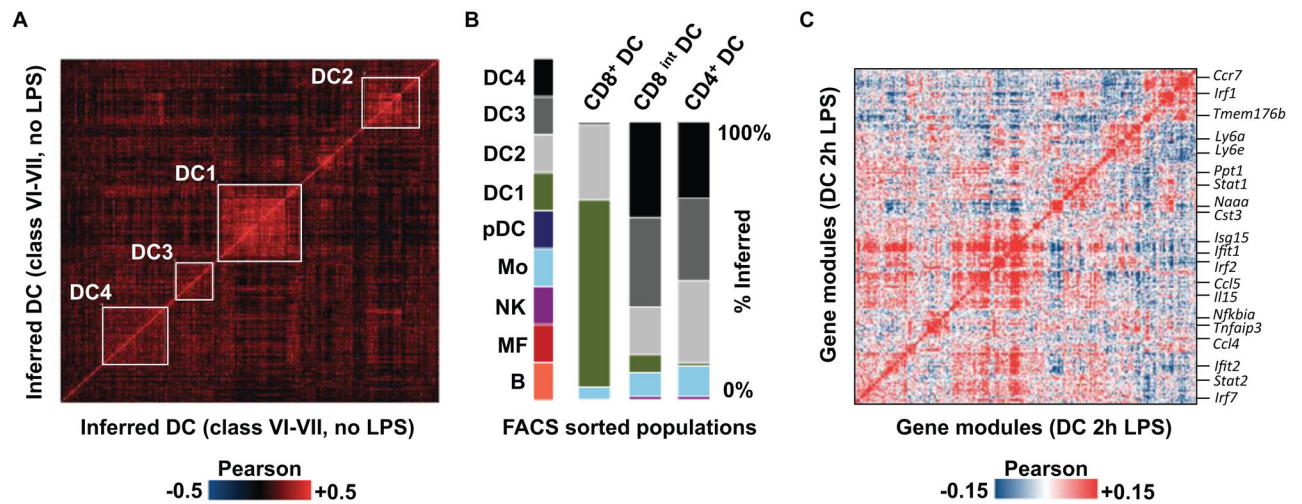 A
Inferred DC (class VI-VII, no LPS)
DC2
DC1
DC3
DC4
Inferred DC (class VI-VII, no LPS)
Pearson
-0.5
+0.5
B
CD8+ DC
CD8 int DC
CD4+ DC
DC4
DC3
DC2
DC1
pDC
Mo
NK
MF
B
100%
% Inferred
0%
FACS sorted populations
C
Gene modules (DC 2h LPS)
Ccr7
Irf1
Tmem176b
Ly6a
Ly6e
Ppt1
Stat1
Naaa
Cst3
Isg15
Ifit1
Irf2
Ccl5
Il15
Nfkbia
Tnfaip3
Ccl4
Ifit2
Stat2
Irf7
Gene modules (DC 2h LPS)
Pearson
-0.15
+0.15